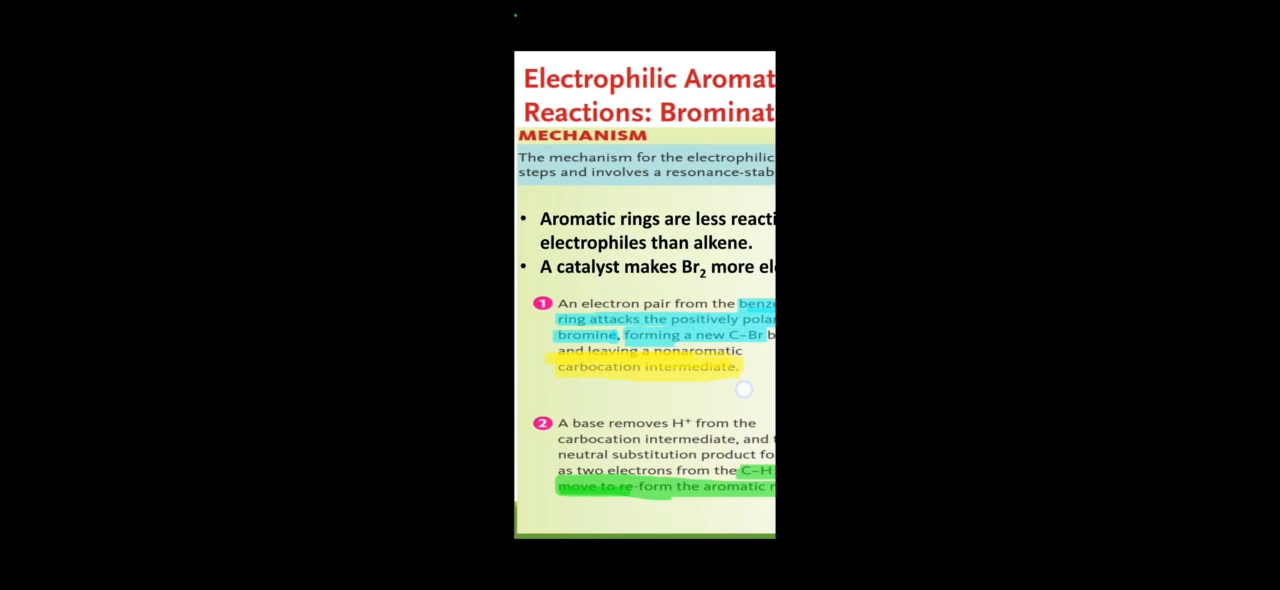 Electrophilic Aromat
Reactions: Brominat
MECHANISM
The mechanism for the electrophilic
steps and involves a resonance-stab
• Aromatic rings are less reacti
electrophiles than alkene.
• A catalyst makes Br₂ more el
1 An electron pair from the benze
ring attacks the positively polar
bromine, forming a new C–Br b
and leaving a nonaromatic
carbocation intermediate.
2 A base removes H⁺ from the
carbocation intermediate, and t
neutral substitution product fo
as two electrons from the C–H
move to re-form the aromatic r